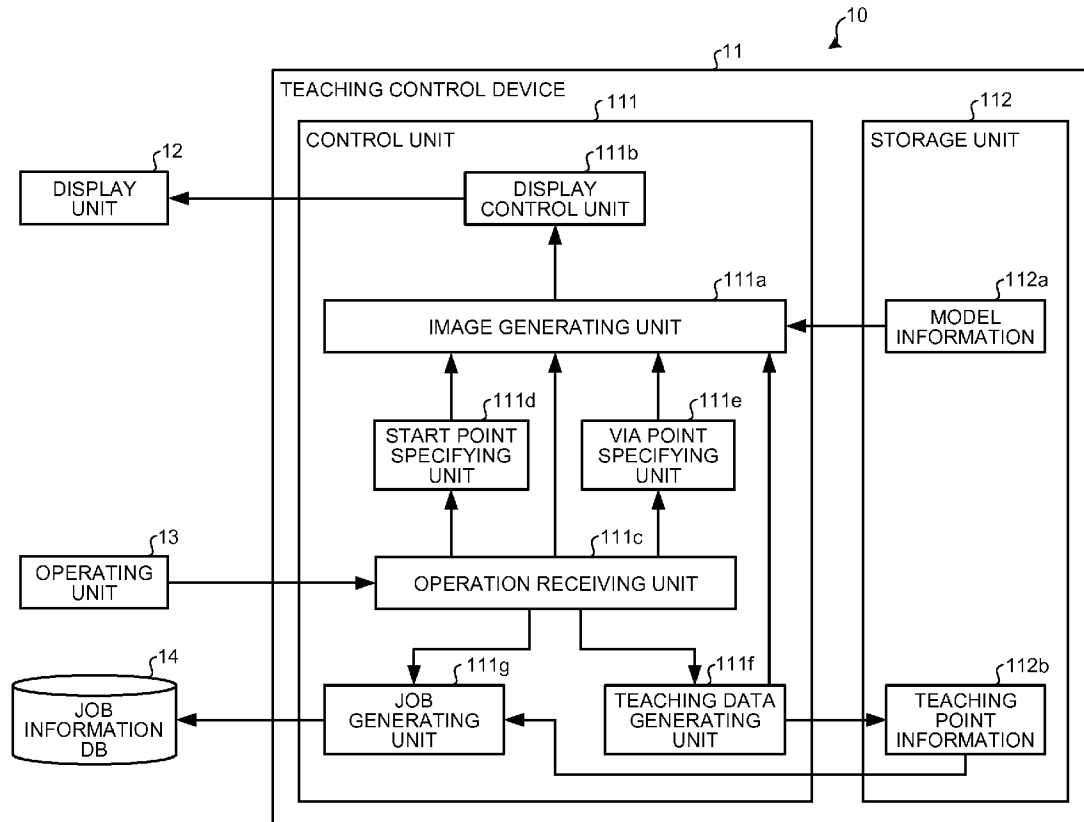 10
11
TEACHING CONTROL DEVICE
111
CONTROL UNIT
112
STORAGE UNIT
12
DISPLAY
UNIT
111b
DISPLAY
CONTROL UNIT
111a
IMAGE GENERATING UNIT
112a
MODEL
INFORMATION
111d
START POINT
SPECIFYING
UNIT
111e
VIA POINT
SPECIFYING
UNIT
13
OPERATING
UNIT
111c
OPERATION RECEIVING UNIT
14
JOB
INFORMATION
DB
111g
JOB
GENERATING
UNIT
111f
TEACHING DATA
GENERATING
UNIT
112b
TEACHING
POINT
INFORMATION